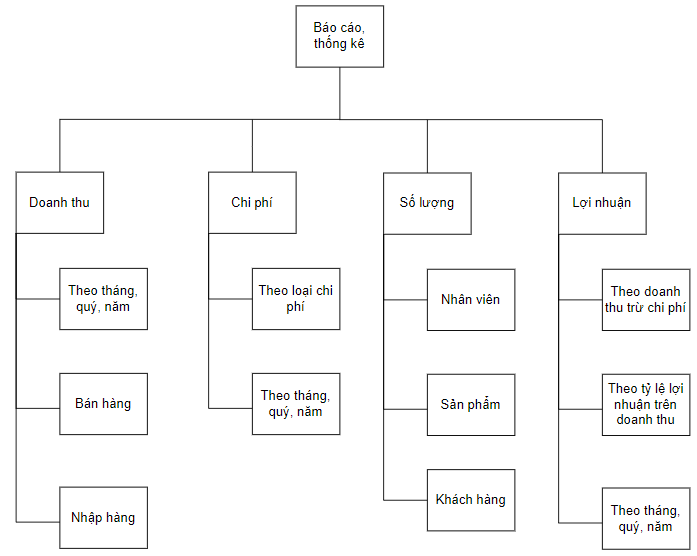 Báo cáo,
thống kê
Doanh thu
Chi phí
Số lượng
Lợi nhuận
Theo tháng,
quý, năm
Bán hàng
Nhập hàng
Theo loại chi
phí
Theo tháng,
quý, năm
Nhân viên
Sản phẩm
Khách hàng
Theo doanh
thu trừ chi phí
Theo tỷ lệ lợi
nhuận trên
doanh thu
Theo tháng,
quý, năm